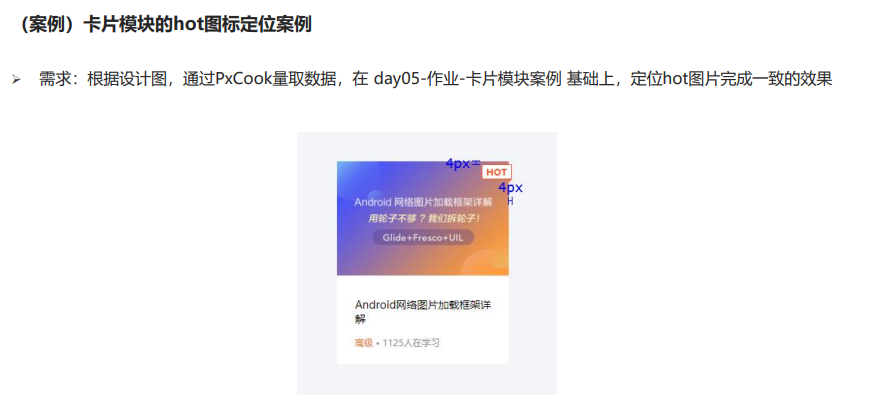 （案例）卡片模块的hot图标定位案例
➢ 需求：根据设计图，通过PxCook量取数据，在 day05-作业-卡片模块案例 基础上，定位hot图片完成一致的效果
4px
HOT
4px
Android 网络图片加载框架详解
用轮子不够？我们拆轮子！
Glide+Fresco+UIL
Android网络图片加载框架详
解
高级 • 1125人在学习